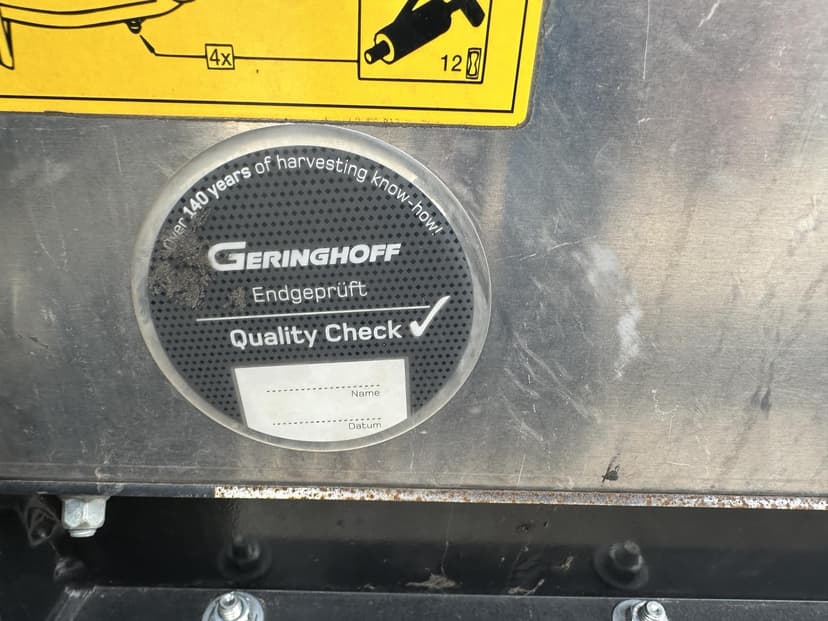 4x
12
Over 140 years of harvesting know-how!
GERINGHOFF
Endgeprüft
Quality Check
Name
Datum